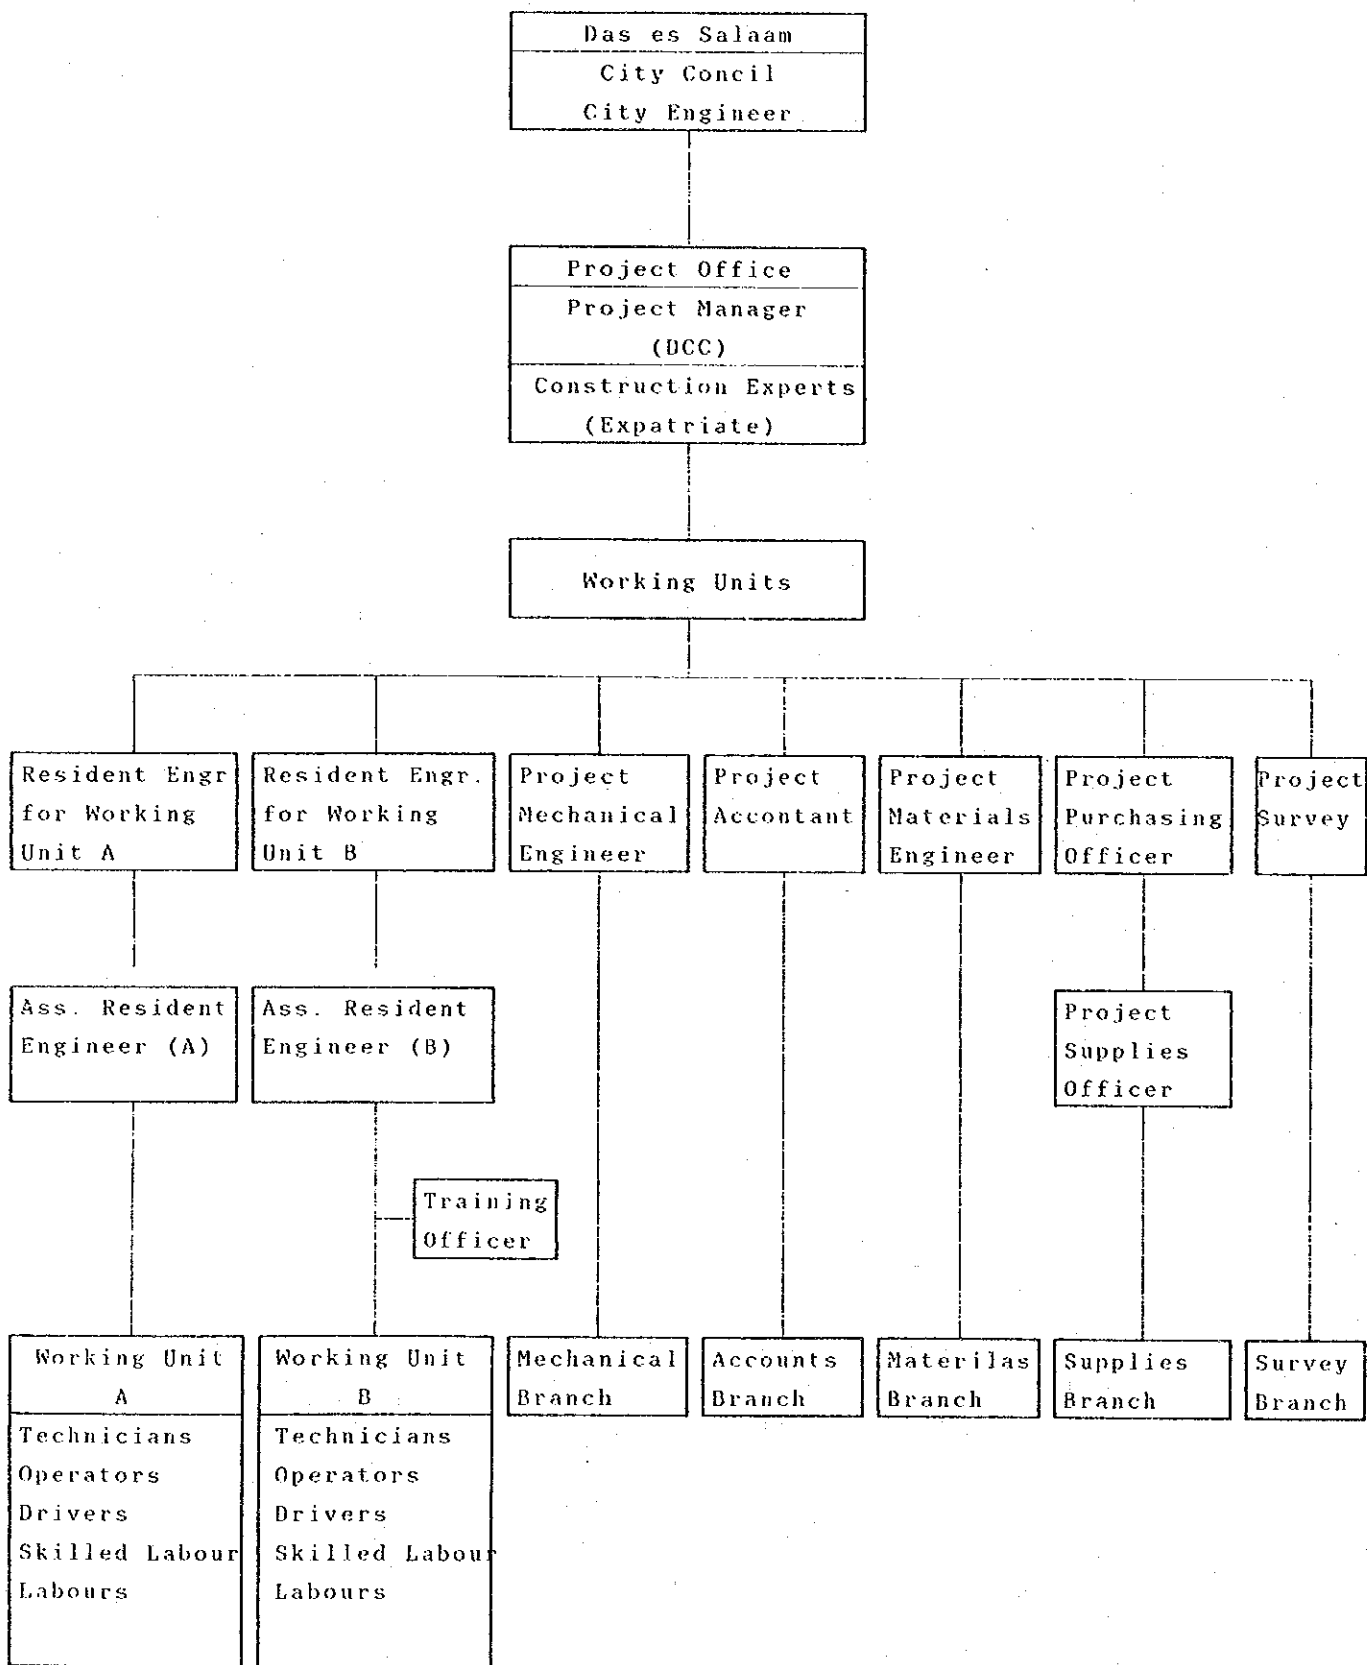 Das es Salaam
City Concil
City Engineer
Project Office
Project Manager
(DCC)
Construction Experts
(Expatriate)
Working Units
Resident Engr
for Working
Unit A
Resident Engr.
for Working
Unit B
Project
Mechanical
Engineer
Project
Accontant
Project
Materials
Engineer
Project
Purchasing
Officer
Project
Survey
Ass. Resident
Engineer (A)
Ass. Resident
Engineer (B)
Project
Supplies
Officer
Training
Officer
Working Unit
A
Technicians
Operators
Drivers
Skilled Labour
Labours
Working Unit
B
Technicians
Operators
Drivers
Skilled Labour
Labours
Mechanical
Branch
Accounts
Branch
Materilas
Branch
Supplies
Branch
Survey
Branch